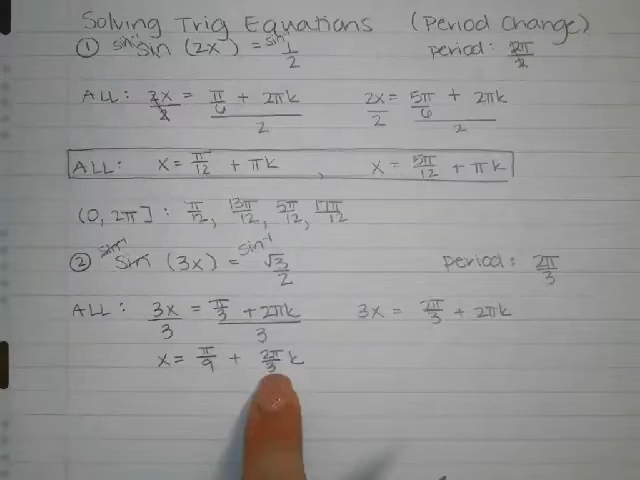 Solving Trig Equations (Period Change)
① sin⁻¹ sin (2x) = sin⁻¹ 1/2 period: 2π/2
ALL: 2x/2 = (π/6 + 2πk)/2 2x/2 = (5π/6 + 2πk)/2
ALL: x = π/12 + πk , x = 5π/12 + πk
(0, 2π] : π/12, 13π/12, 5π/12, 17π/12
② sin⁻¹ sin (3x) = sin⁻¹ √3/2 period: 2π/3
ALL: 3x/3 = (π/3 + 2πk)/3 3x = 2π/3 + 2πk
x = π/9 + 2π/3 k